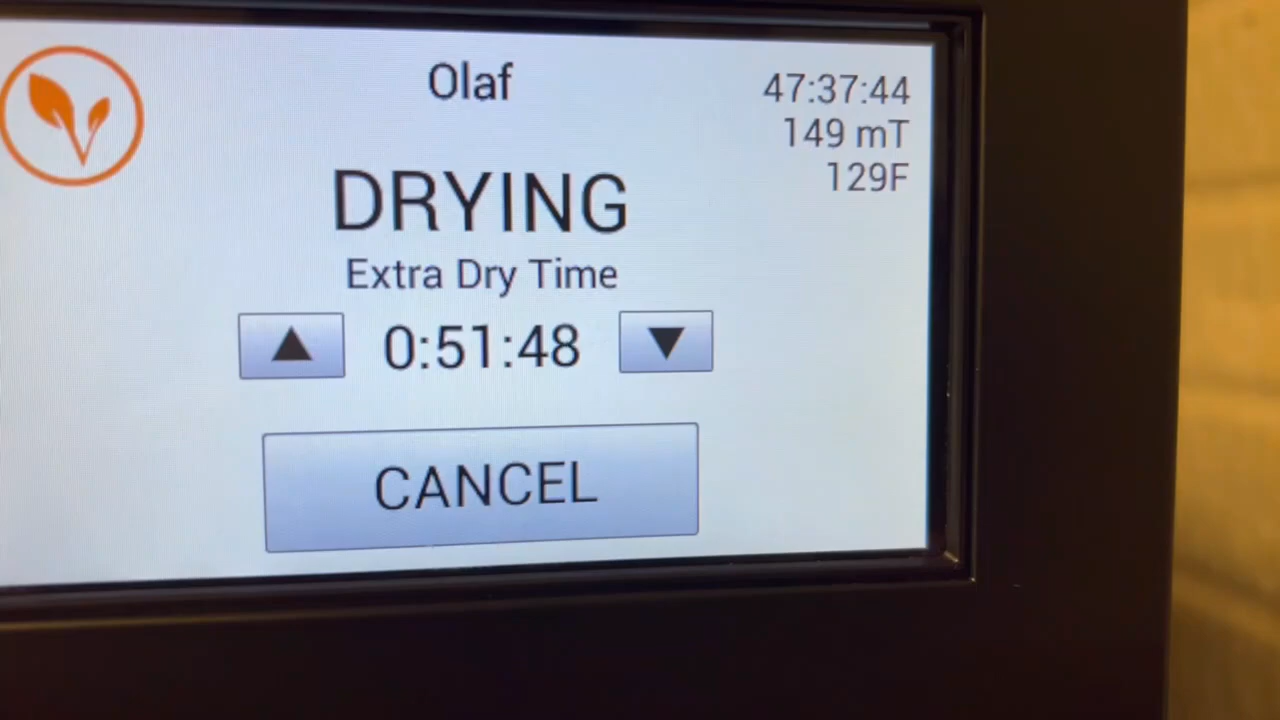 Olaf
47:37:44
149 mT
129F
DRYING
Extra Dry Time
0:51:48
CANCEL